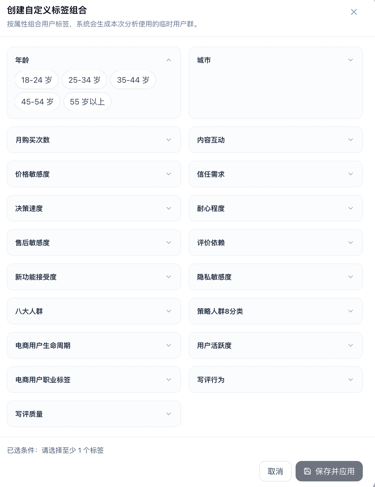 创建自定义标签组合
按属性组合用户标签，系统会生成本次分析使用的临时用户群。
年龄
城市
18-24 岁
25-34 岁
35-44 岁
45-54 岁
55 岁以上
月购买次数
内容互动
价格敏感度
信任需求
决策速度
耐心程度
售后敏感度
评价依赖
新功能接受度
隐私敏感度
八大人群
策略人群8分类
电商用户生命周期
用户活跃度
电商用户职业标签
写评行为
写评质量
已选条件：请选择至少 1 个标签
取消
保存并应用